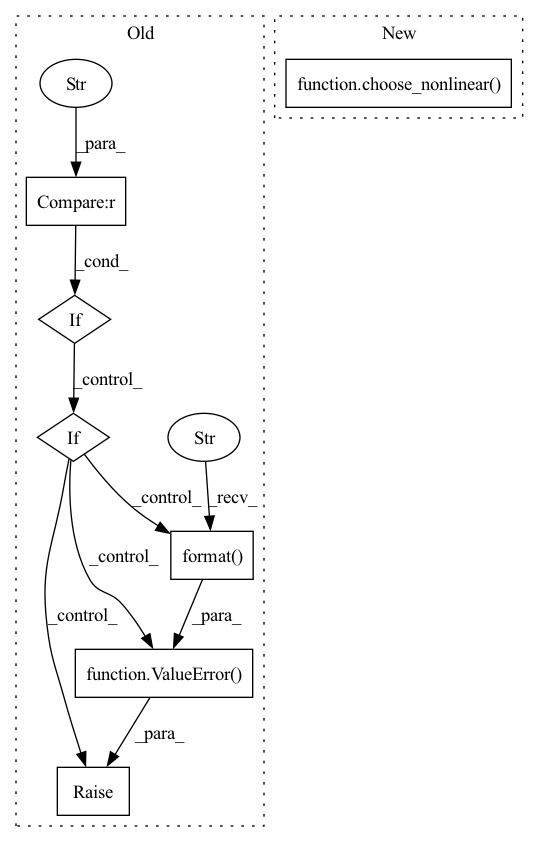 Old
New
Str
function.choose_nonlinear()
_para_
Compare:r
_cond_
If
_control_
If
Str
_control_
_recv_
_control_
format()
_control_
_para_
function.ValueError()
_para_
Raise